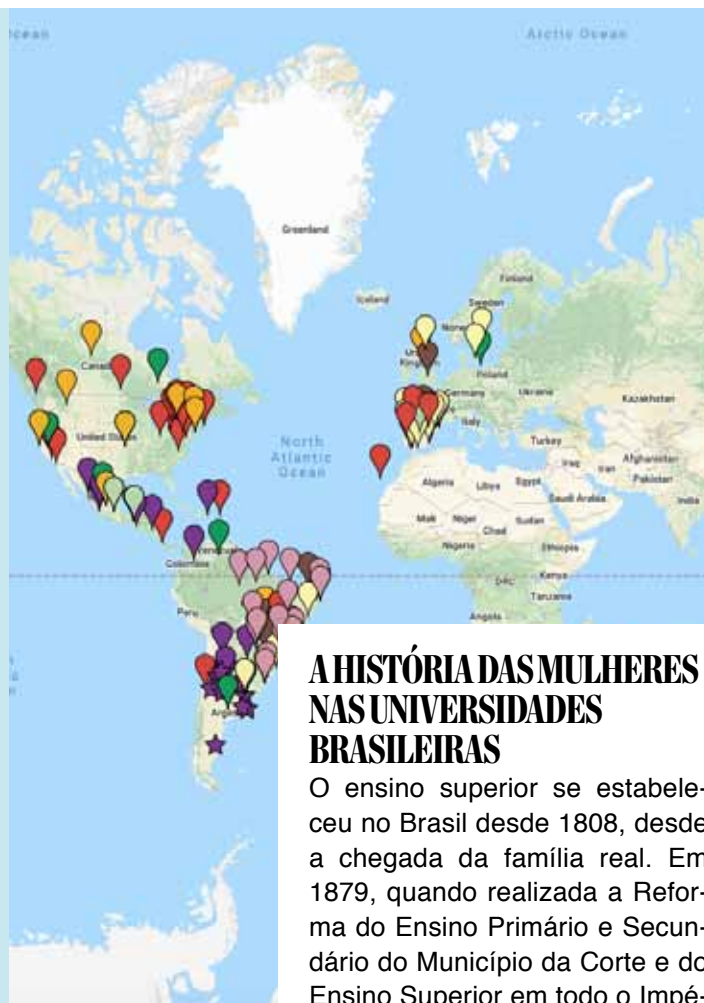 Arctic Ocean
Greenland
Iceland
Finland
Sweden
Canad
Poland
Germany
Ukraine
Kazakhstan
United States
Italy
North
Atlantic
Ocean
Turkey
Iraq
Iran
Afghanistan
Pakistan
Algeria
Libya
Egypt
Saudi Arabia
India
Mali
Niger
Chad
Sudan
Nigeria
Ethiopia
Colombia
DRC
Kenya
Tanzania
Peru
Angola
A HISTÓRIA DAS MULHERES
NAS UNIVERSIDADES
BRASILEIRAS
O ensino superior se estabele-
ceu no Brasil desde 1808, desde
a chegada da família real. Em
1879, quando realizada a Refor-
ma do Ensino Primário e Secun-
dário do Município da Corte e do
Ensino Superior em todo o Impé-